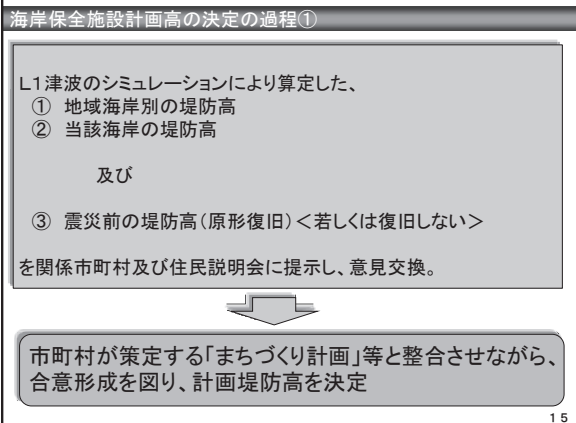 海岸保全施設計画高の決定の過程①
L1津波のシミュレーションにより算定した、
① 地域海岸別の堤防高
② 当該海岸の堤防高
及び
③ 震災前の堤防高(原形復旧)<若しくは復旧しない>
を関係市町村及び住民説明会に提示し、意見交換。
市町村が策定する「まちづくり計画」等と整合させながら、
合意形成を図り、計画堤防高を決定
15